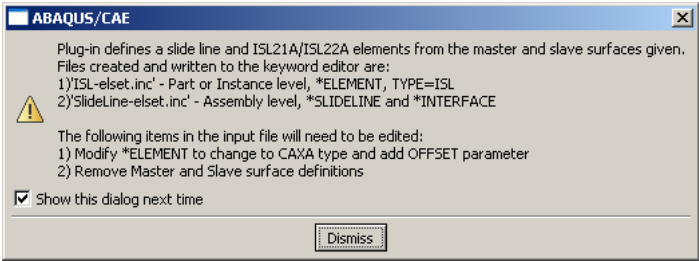 ABAQUS/CAE
Plug-in defines a slide line and ISL21A/ISL22A elements from the master and slave surfaces given.
Files created and written to the keyword editor are:
1)'ISL-elset.inc' - Part or Instance level, *ELEMENT, TYPE=ISL
2)'SlideLine-elset.inc' - Assembly level, *SLIDELINE and *INTERFACE
The following items in the input file will need to be edited:
1) Modify *ELEMENT to change to CAXA type and add OFFSET parameter
2) Remove Master and Slave surface definitions
Show this dialog next time
Dismiss